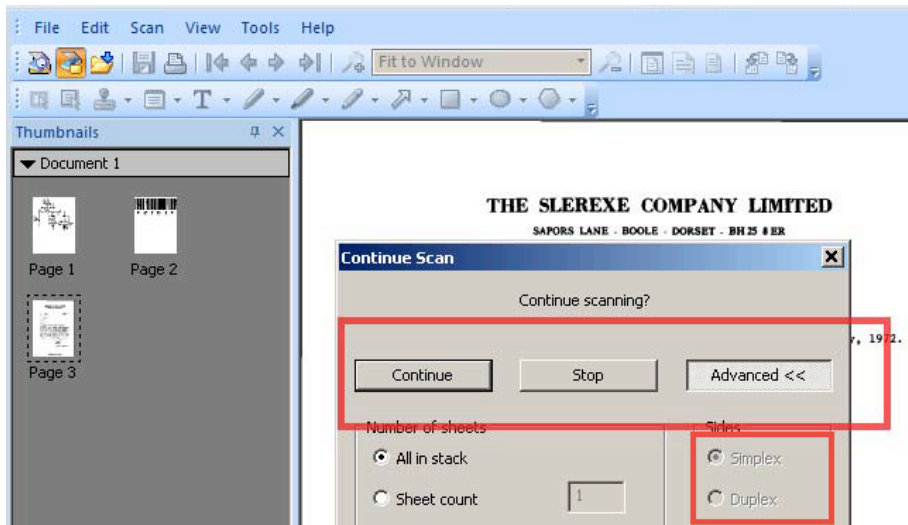 File Edit Scan View Tools Help
Fit to Window
Thumbnails
Document 1
Page 1 Page 2
Page 3
THE SLEREXE COMPANY LIMITED
SAPORS LANE - BOOLE - DORSET - BH 25 8 ER
Continue Scan
Continue scanning?
, 1972.
Continue Stop Advanced <<
Number of sheets Sides
All in stack Simplex
Sheet count 1 Duplex